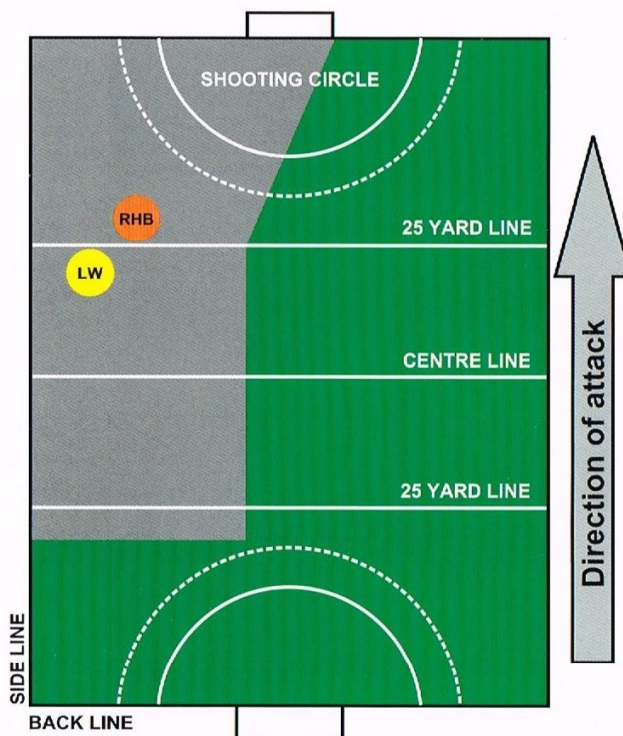 SHOOTING CIRCLE
RHB
25 YARD LINE
LW
CENTRE LINE
25 YARD LINE
Direction of attack
SIDE LINE
BACK LINE